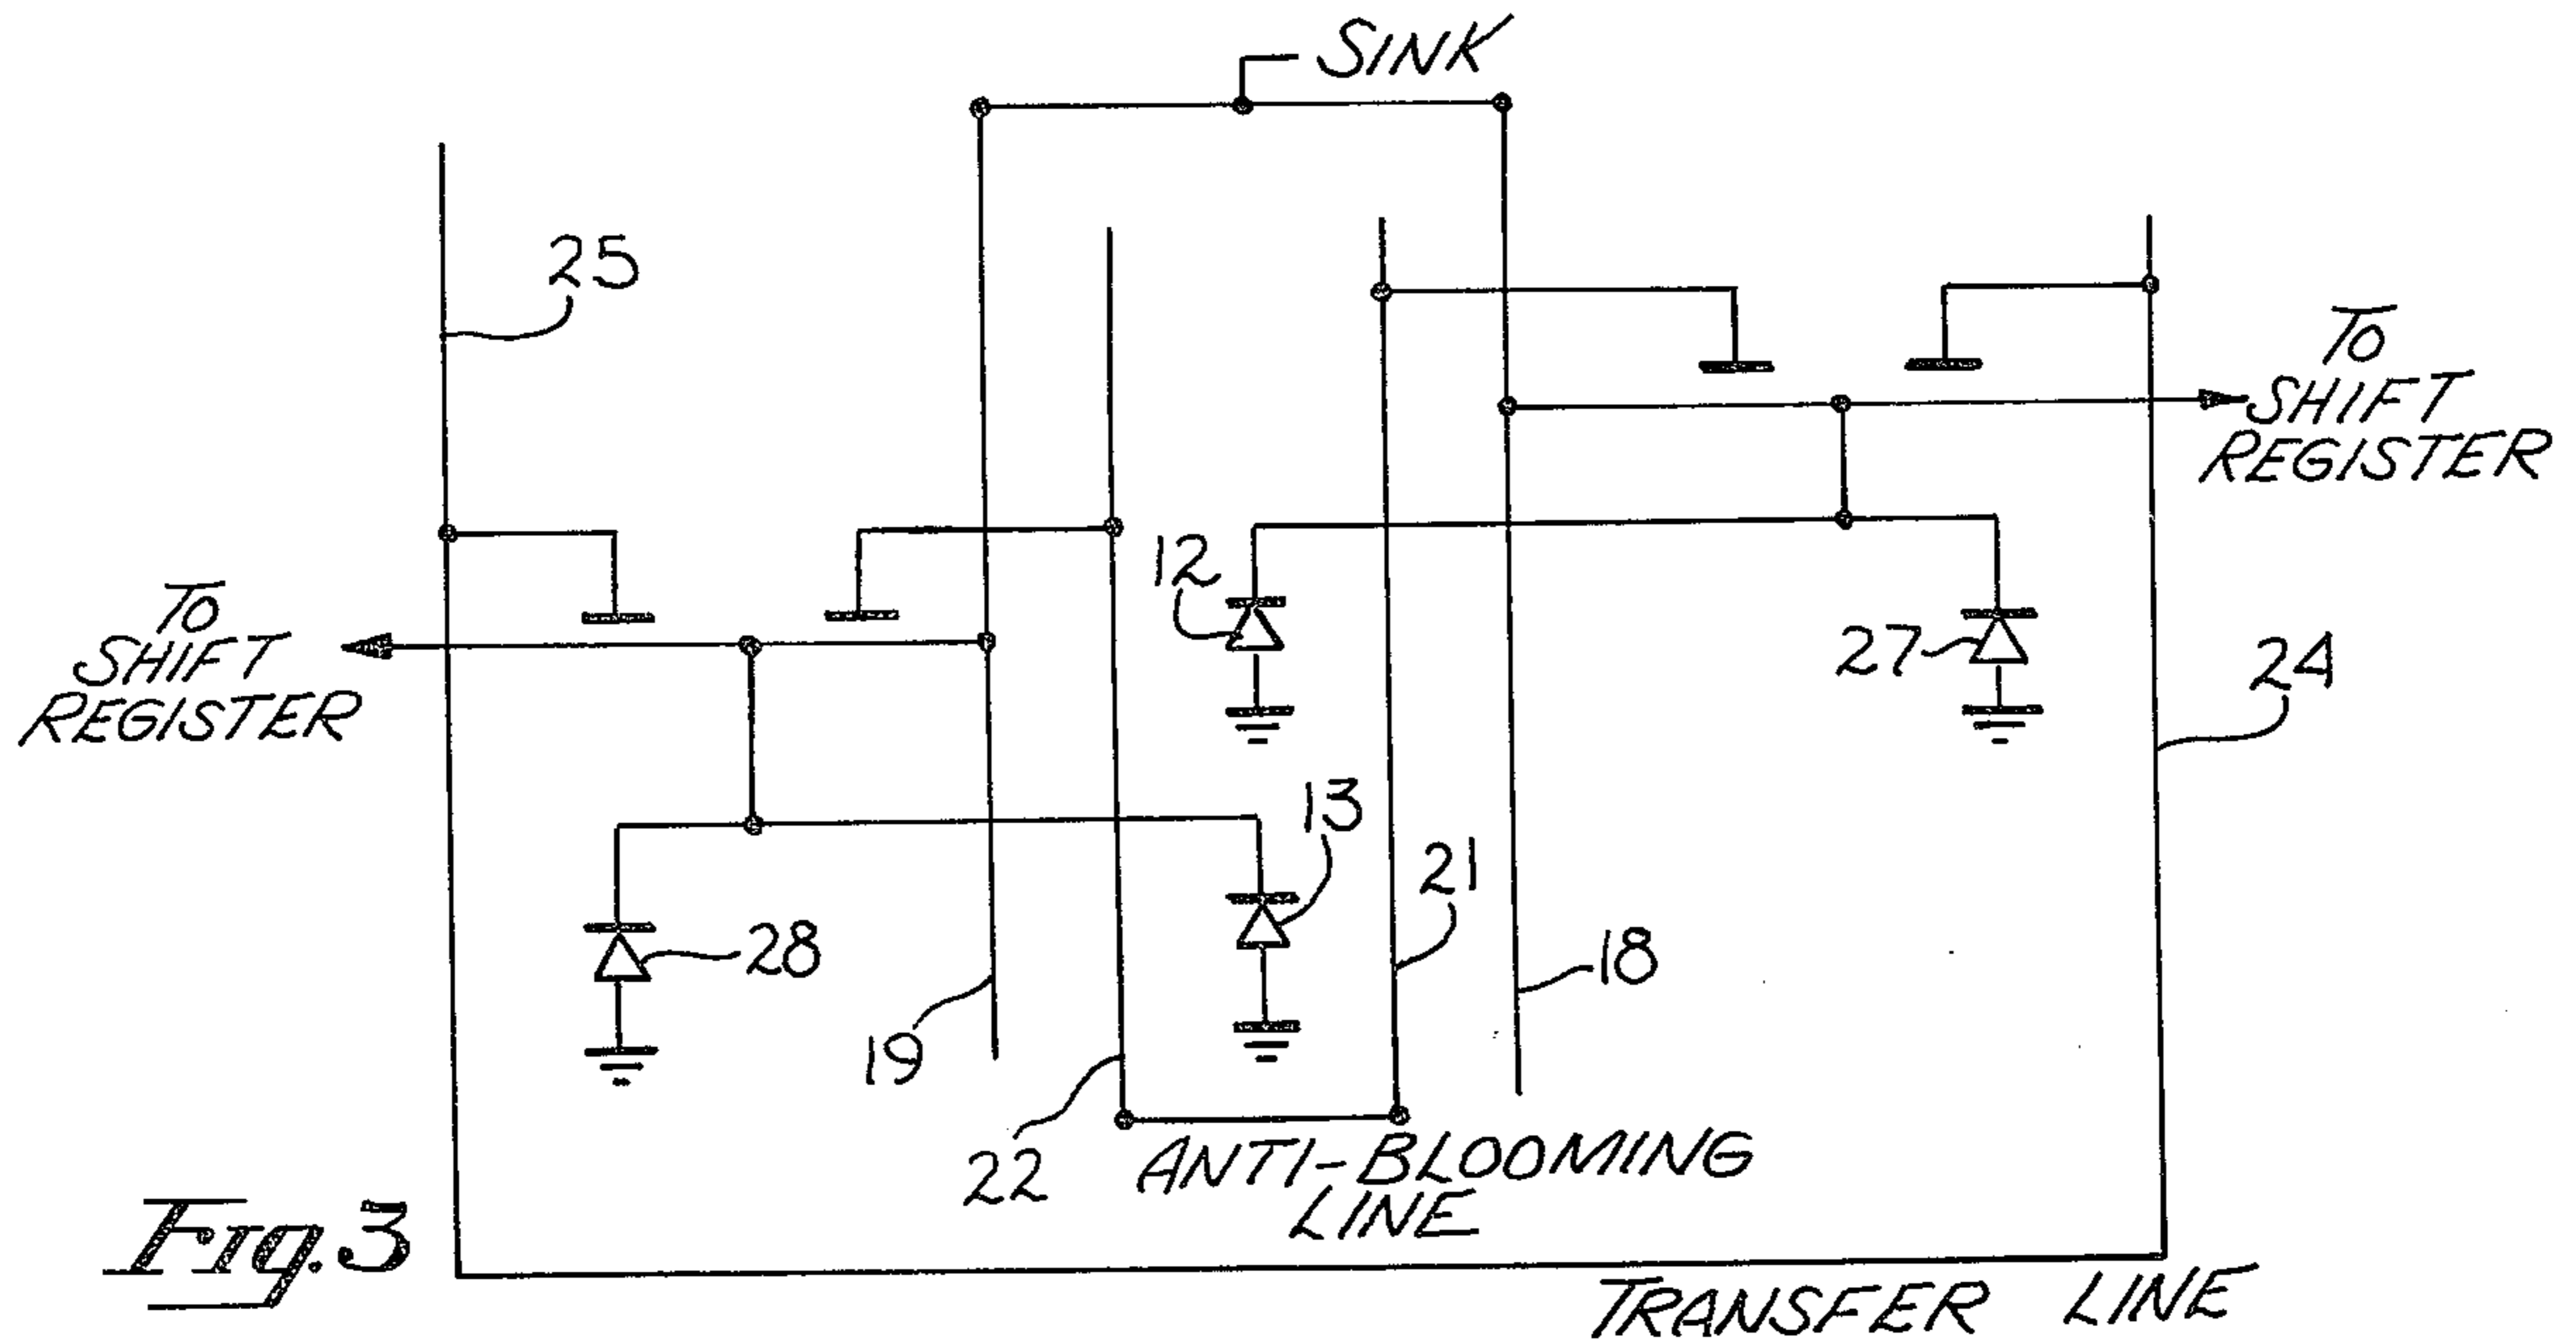 SINK
25
TO
SHIFT
REGISTER
12
TO
SHIFT
REGISTER
27
24
13
21
28
18
19
22
ANTI-BLOOMING
LINE
Fig. 3
TRANSFER LINE